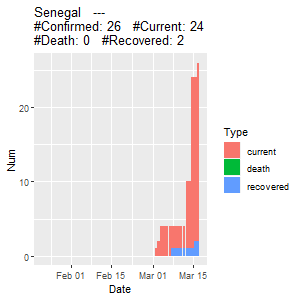 Senegal   ---
#Confirmed: 26   #Current: 24
#Death: 0   #Recovered: 2
Num
20
10
0
Feb 01
Feb 15
Mar 01
Mar 15
Date
Type
current
death
recovered